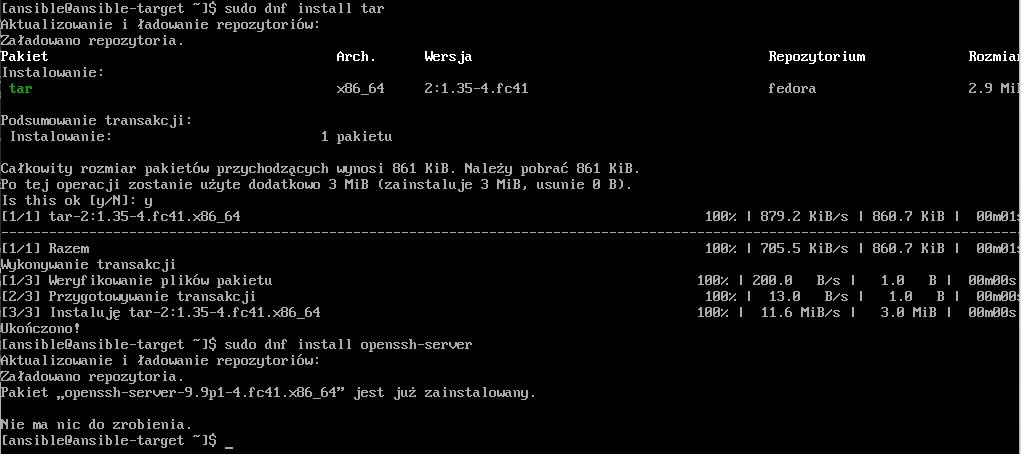 [ansible@ansible-target ~]$ sudo dnf install tar
Aktualizowanie i ładowanie repozytoriów:
Załadowano repozytoria.
Pakiet Arch. Wersja Repozytorium Rozmiar
Instalowanie:
tar x86_64 2:1.35-4.fc41 fedora 2.9 Mi
Podsumowanie transakcji:
Instalowanie: 1 pakietu
Całkowity rozmiar pakietów przychodzących wynosi 861 KiB. Należy pobrać 861 KiB.
Po tej operacji zostanie użyte dodatkowo 3 MiB (zainstaluje 3 MiB, usunie 0 B).
Is this ok [y/N]: y
[1/1] tar-2:1.35-4.fc41.x86_64 100% | 879.2 KiB/s | 860.7 KiB | 00m01s
--------------------------------------------------------------------------------
[1/1] Razem 100% | 705.5 KiB/s | 860.7 KiB | 00m01s
Wykonywanie transakcji
[1/3] Weryfikowanie plików pakietu 100% | 200.0 B/s | 1.0 B | 00m00s
[2/3] Przygotowywanie transakcji 100% | 13.0 B/s | 1.0 B | 00m00s
[3/3] Instaluję tar-2:1.35-4.fc41.x86_64 100% | 11.6 MiB/s | 3.0 MiB | 00m00s
Ukończono!
[ansible@ansible-target ~]$ sudo dnf install openssh-server
Aktualizowanie i ładowanie repozytoriów:
Załadowano repozytoria.
Pakiet „openssh-server-9.9p1-4.fc41.x86_64” jest już zainstalowany.
Nie ma nic do zrobienia.
[ansible@ansible-target ~]$ _